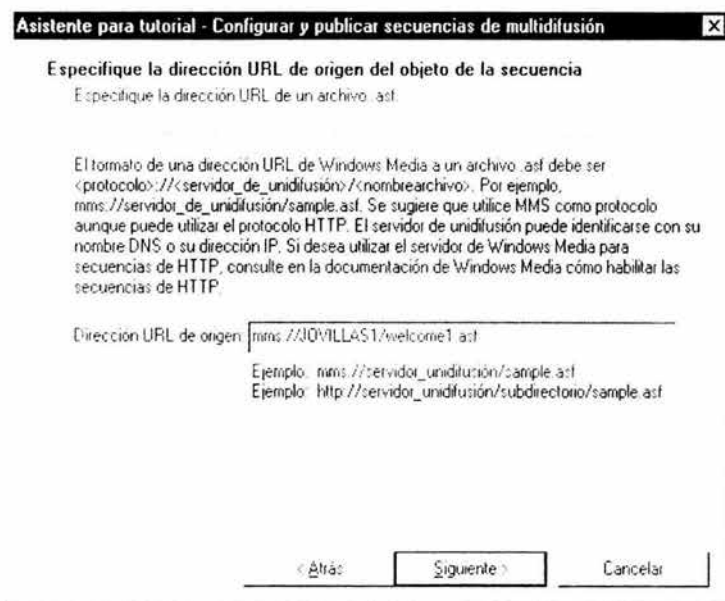 Asistente para tutorial - Configurar y publicar secuencias de multidifusión
Especifique la dirección URL de origen del objeto de la secuencia
Especifique la dirección URL de un archivo .asf.
El formato de una dirección URL de Windows Media a un archivo .asf debe ser
<protocolo>://<servidor_de_unidifusión>/<nombrearchivo>. Por ejemplo,
mms://servidor_de_unidifusión/sample.asf. Se sugiere que utilice MMS como protocolo
aunque puede utilizar el protocolo HTTP. El servidor de unidifusión puede identificarse con su
nombre DNS o su dirección IP. Si desea utilizar el servidor de Windows Media para
secuencias de HTTP, consulte en la documentación de Windows Media cómo habilitar las
secuencias de HTTP.
Dirección URL de origen: mms://JOVILLAS1/welcome1.asf
Ejemplo: mms://servidor_unidifusión/sample.asf
Ejemplo: http://servidor_unidifusión/subdirectorio/sample.asf
< Atrás Siguiente > Cancelar